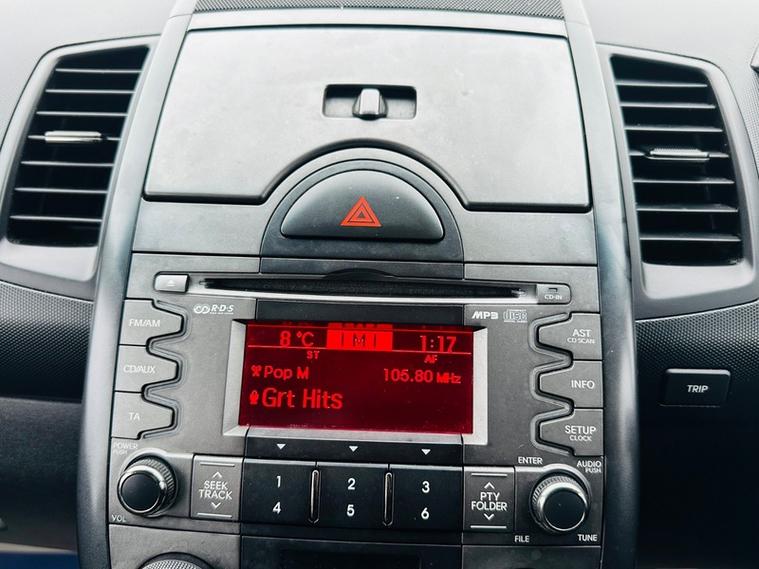 R·D·S
MP3
CD-IN
FM/AM
8 °C
1:17
ST
AF
Pop M
105.80 MHz
Grt Hits
AST
CD SCAN
CD/AUX
INFO
TRIP
TA
SETUP
CLOCK
POWER
PUSH
VOL
SEEK
TRACK
1
2
3
4
5
6
PTY
FOLDER
ENTER
AUDIO
PUSH
FILE
TUNE